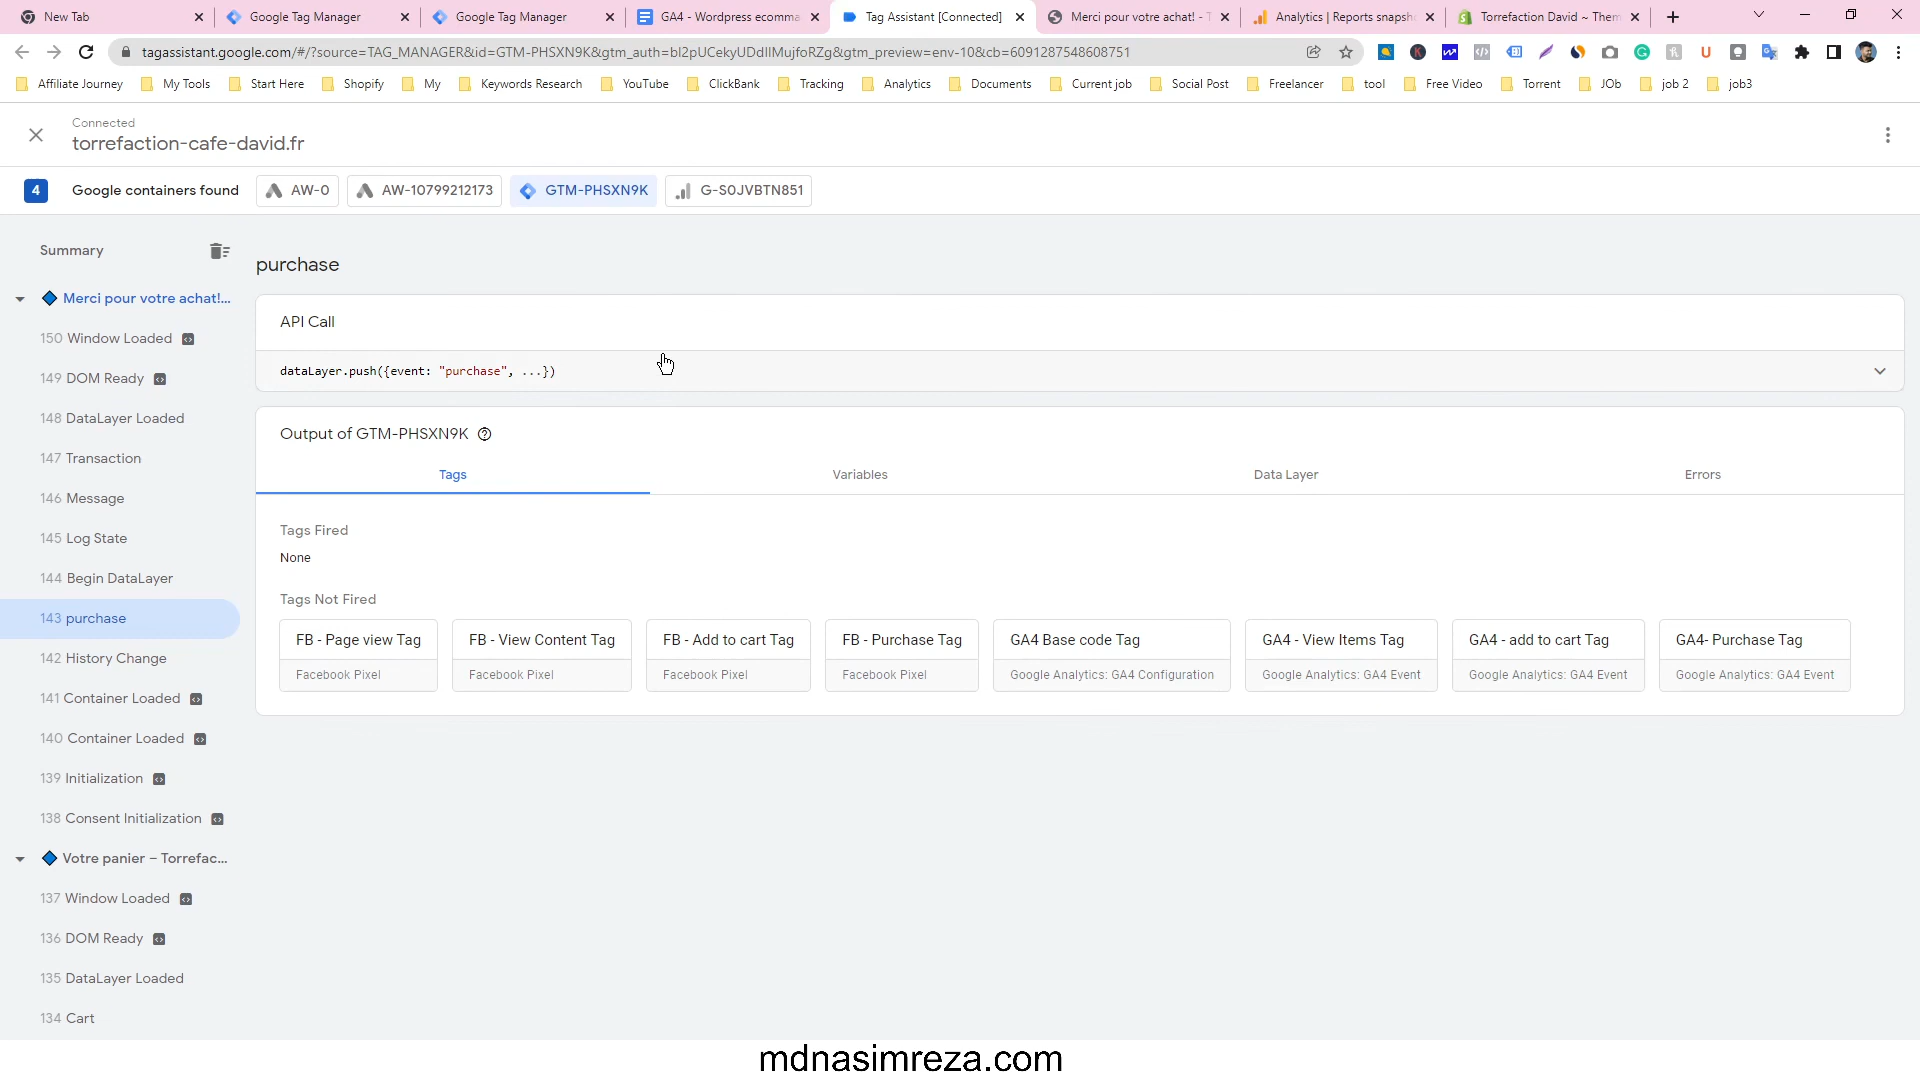 New Tab
Google Tag Manager
Google Tag Manager
GA4 - Wordpress ecomma
Tag Assistant [Connected]
Merci pour votre achat! - T
Analytics | Reports snapsh
Torrefaction David ~ Them
tagassistant.google.com/#/?source=TAG_MANAGER&id=GTM-PHSXN9K&gtm_auth=bl2pUCekyUDdIlMujfoRZg&gtm_preview=env-10&cb=6091287548608751
Affiliate Journey
My Tools
Start Here
Shopify
My
Keywords Research
YouTube
ClickBank
Tracking
Analytics
Documents
Current job
Social Post
Freelancer
tool
Free Video
Torrent
JOb
job 2
job3
Connected
torrefaction-cafe-david.fr
4 Google containers found
AW-0
AW-10799212173
GTM-PHSXN9K
G-S0JVBTN851
Summary
Merci pour votre achat!...
150 Window Loaded
149 DOM Ready
148 DataLayer Loaded
147 Transaction
146 Message
145 Log State
144 Begin DataLayer
143 purchase
142 History Change
141 Container Loaded
140 Container Loaded
139 Initialization
138 Consent Initialization
Votre panier – Torrefac...
137 Window Loaded
136 DOM Ready
135 DataLayer Loaded
134 Cart
purchase
API Call
dataLayer.push({event: "purchase", ...})
Output of GTM-PHSXN9K
Tags
Variables
Data Layer
Errors
Tags Fired
None
Tags Not Fired
FB - Page view Tag
Facebook Pixel
FB - View Content Tag
Facebook Pixel
FB - Add to cart Tag
Facebook Pixel
FB - Purchase Tag
Facebook Pixel
GA4 Base code Tag
Google Analytics: GA4 Configuration
GA4 - View Items Tag
Google Analytics: GA4 Event
GA4 - add to cart Tag
Google Analytics: GA4 Event
GA4- Purchase Tag
Google Analytics: GA4 Event
mdnasimreza.com